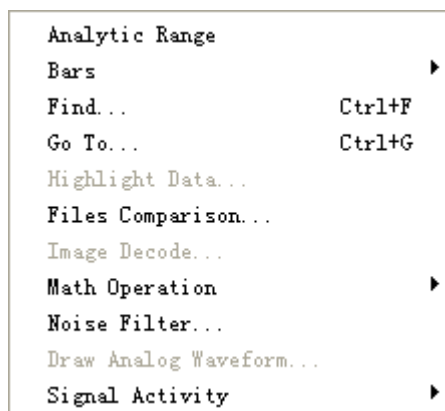 Analytic Range
Bars
Find... Ctrl+F
Go To... Ctrl+G
Highlight Data...
Files Comparison...
Image Decode...
Math Operation
Noise Filter...
Draw Analog Waveform...
Signal Activity